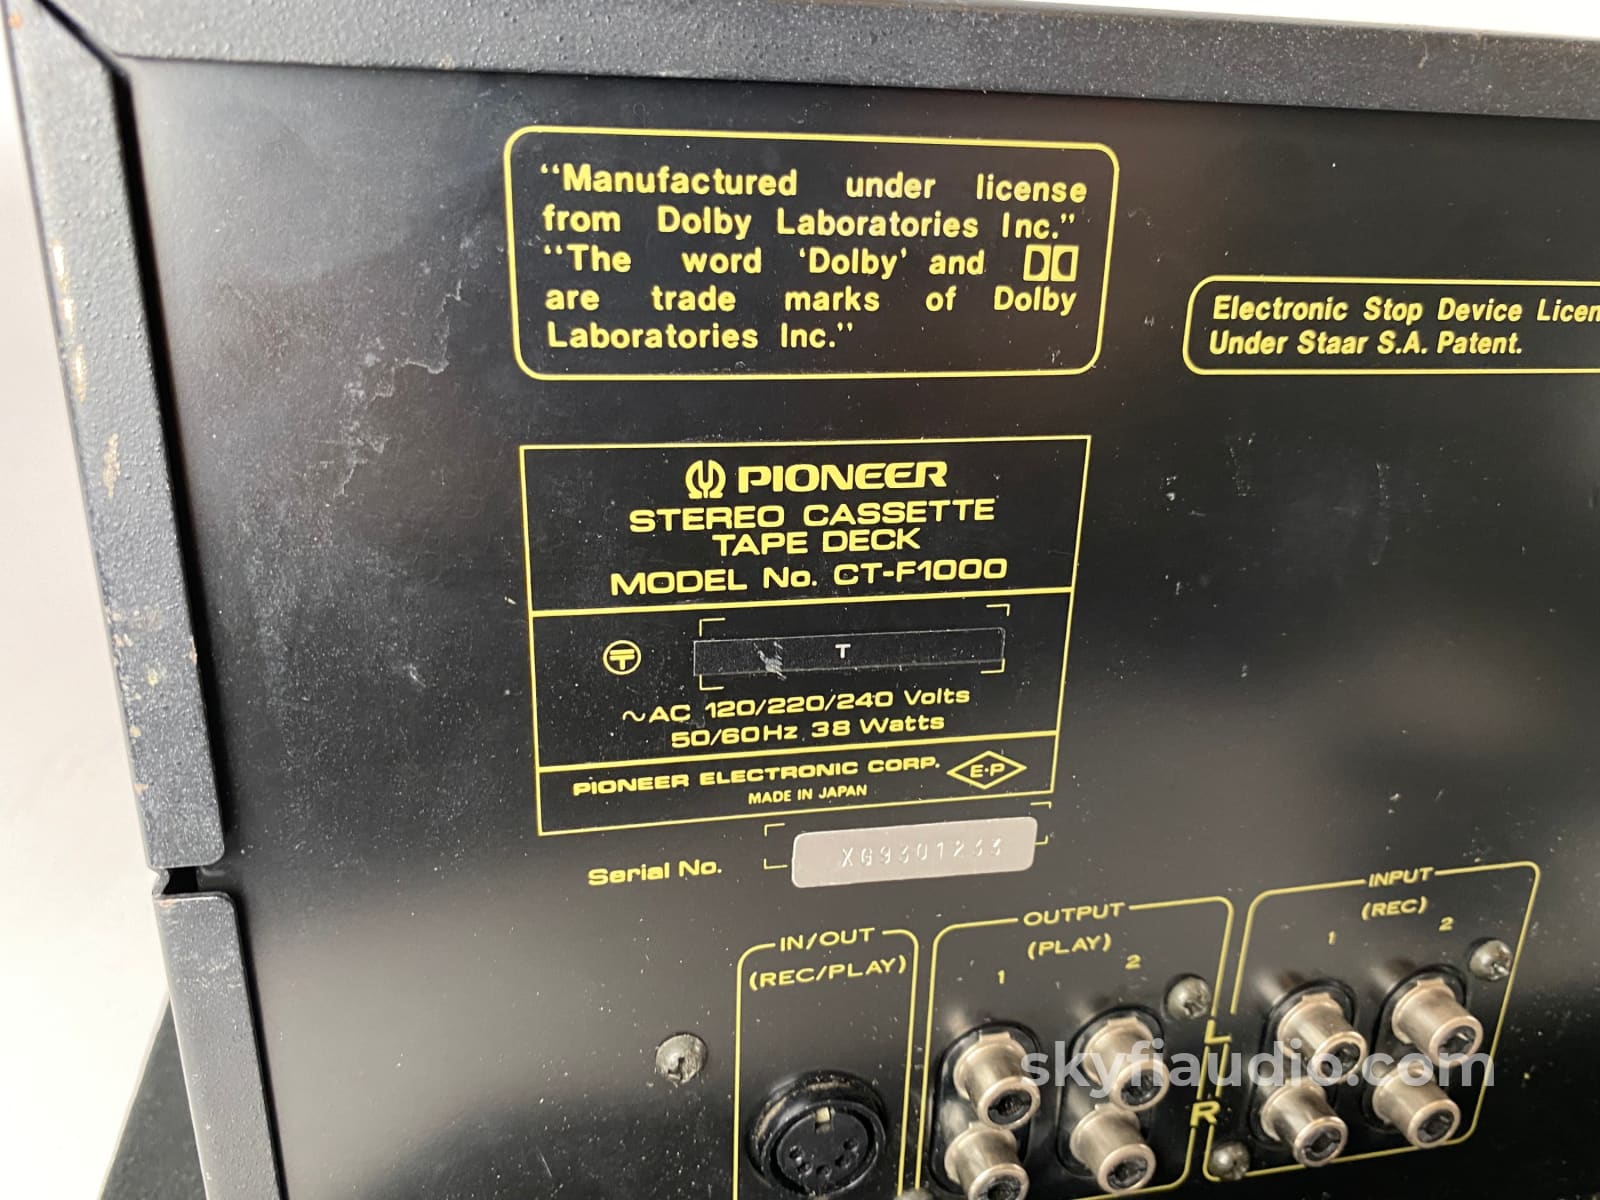 “Manufactured under license
from Dolby Laboratories Inc.”
“The word ‘Dolby’ and
are trade marks of Dolby
Laboratories Inc.”
Electronic Stop Device
Under Staar S.A. Patent.
PIONEER
STEREO CASSETTE
TAPE DECK
MODEL No. CT-F1000
T
~AC 120/220/240 Volts
50/60Hz 38 Watts
PIONEER ELECTRONIC CORP.
E·P
MADE IN JAPAN
Serial No. XG9301233
IN/OUT
(REC/PLAY)
OUTPUT
(PLAY)
1 2
INPUT
(REC)
1 2
L
R
skyfiaudio.com